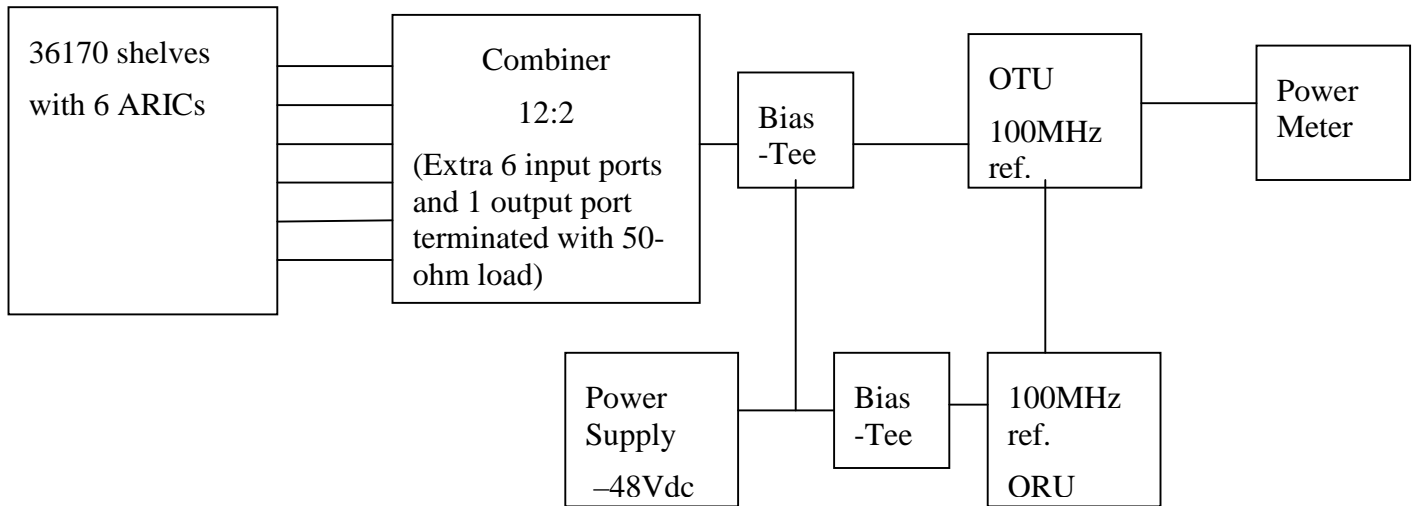 36170 shelves
with 6 ARICs
Combiner
12:2
(Extra 6 input ports
and 1 output port
terminated with 50-
ohm load)
Bias
-Tee
OTU
100MHz
ref.
Power
Meter
Power
Supply
–48Vdc
Bias
-Tee
100MHz
ref.
ORU